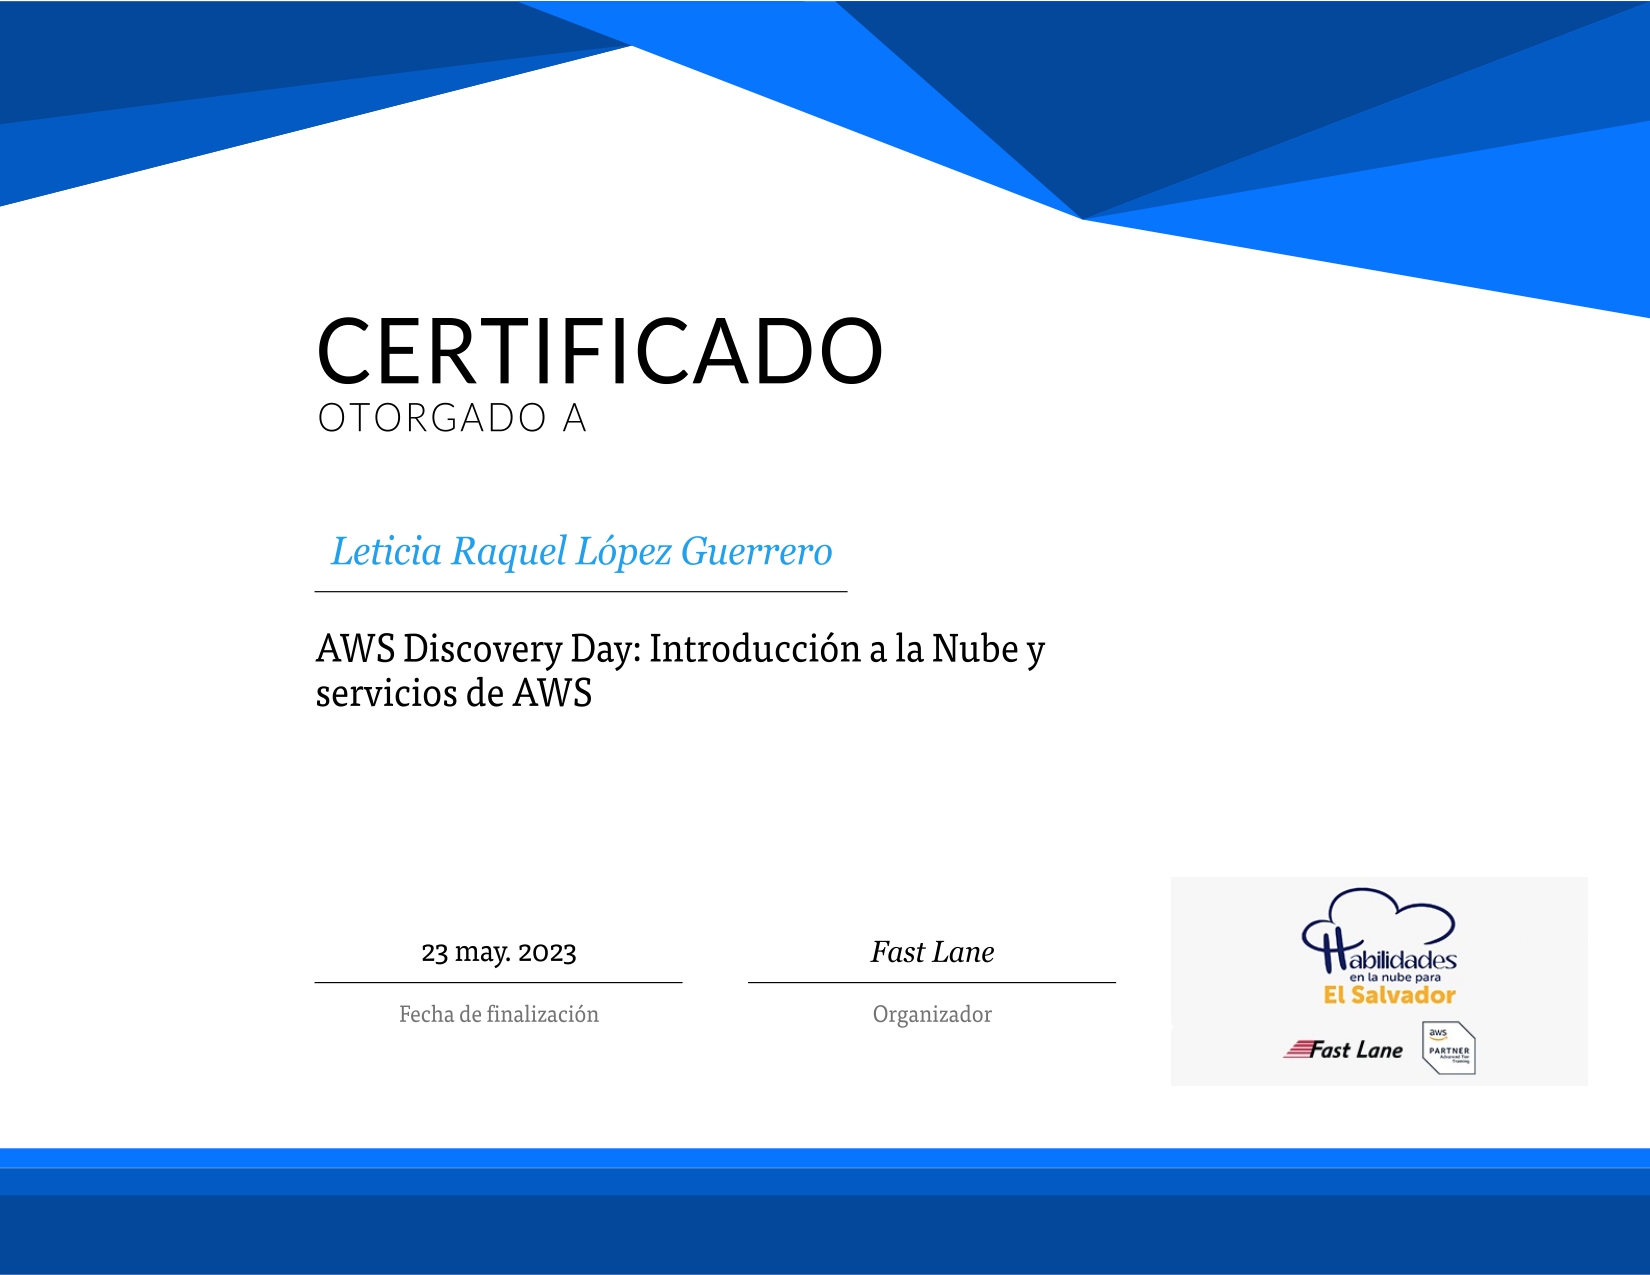 CERTIFICADO
OTORGADO A
Leticia Raquel López Guerrero
AWS Discovery Day: Introducción a la Nube y
servicios de AWS
23 may. 2023
Fecha de finalización
Fast Lane
Organizador
Habilidades
en la nube para
El Salvador
Fast Lane
aws
PARTNER
Advanced Tier
Training